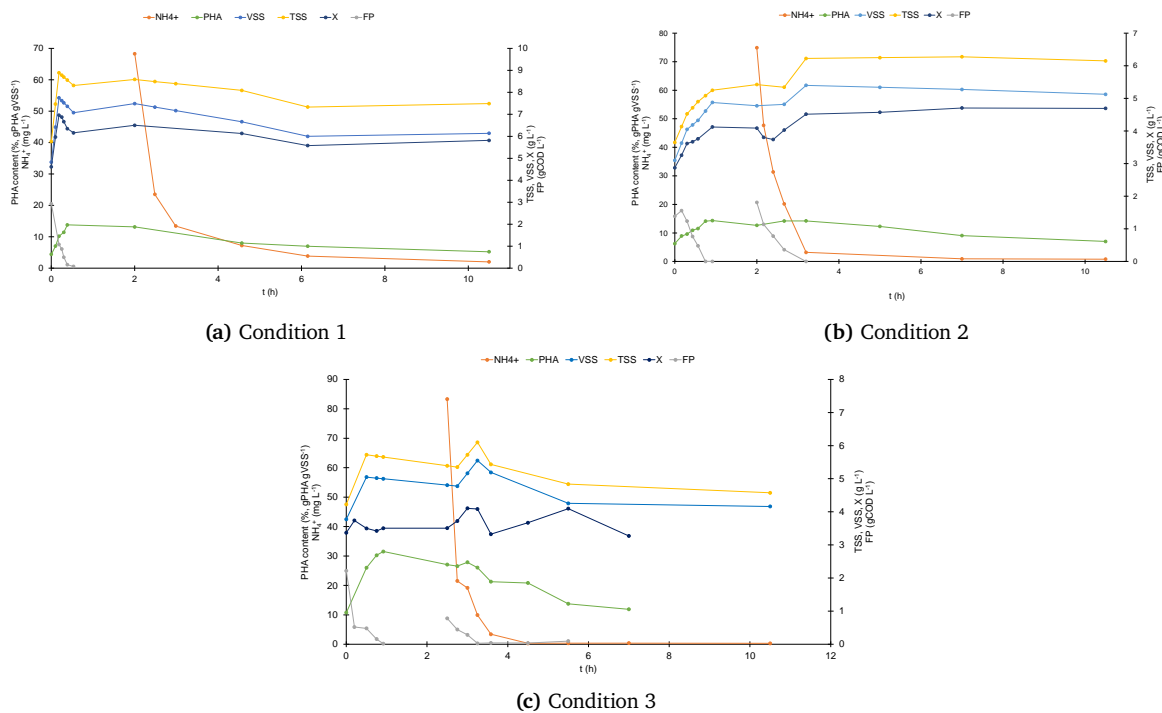 NH4+ PHA VSS TSS X FP
PHA content (%, gPHA gVSS⁻¹)
NH₄⁺ (mg L⁻¹)
70
60
50
40
30
20
10
0
10
9
8
7
6
5
4
3
2
1
0
TSS, VSS, X (g L⁻¹)
FP (gCOD L⁻¹)
0 2 4 6 8 10
t (h)
(a) Condition 1
NH4+ PHA VSS TSS X FP
PHA content (%, gPHA gVSS⁻¹)
NH₄⁺ (mg L⁻¹)
80
70
60
50
40
30
20
10
0
7
6
5
4
3
2
1
0
TSS, VSS, X (g L⁻¹)
FP (gCOD L⁻¹)
0 2 4 6 8 10
t (h)
(b) Condition 2
NH4+ PHA VSS TSS X FP
PHA content (%, gPHA gVSS⁻¹)
NH₄⁺ (mg L⁻¹)
90
80
70
60
50
40
30
20
10
0
8
7
6
5
4
3
2
1
0
TSS, VSS, X (g L⁻¹)
FP (gCOD L⁻¹)
0 2 4 6 8 10 12
t (h)
(c) Condition 3